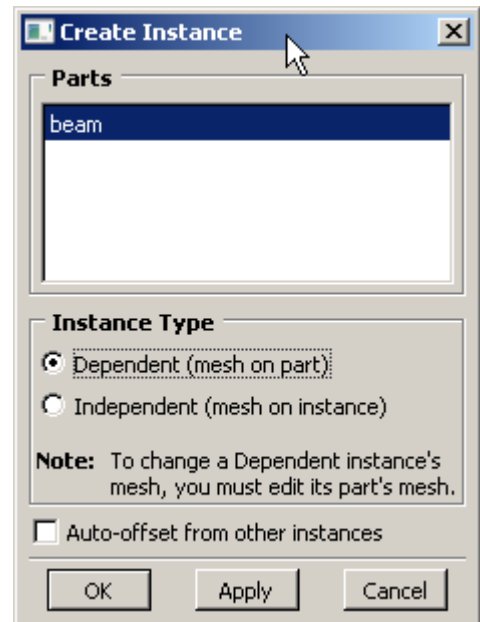 Create Instance
Parts
beam
Instance Type
Dependent (mesh on part)
Independent (mesh on instance)
Note: To change a Dependent instance's
mesh, you must edit its part's mesh.
Auto-offset from other instances
OK Apply Cancel